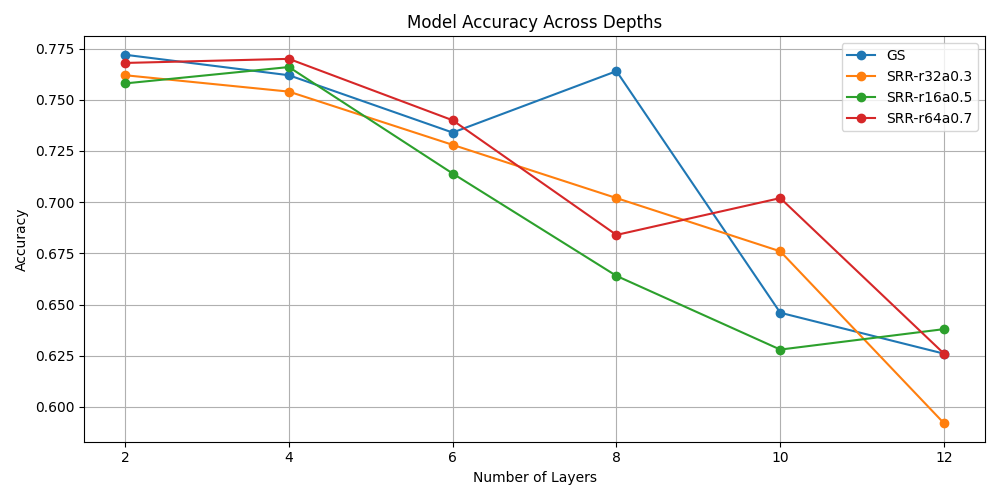 Model Accuracy Across Depths
0.775
0.750
0.725
0.700
0.675
0.650
0.625
0.600
Accuracy
GS
SRR-r32a0.3
SRR-r16a0.5
SRR-r64a0.7
2 4 6 8 10 12
Number of Layers